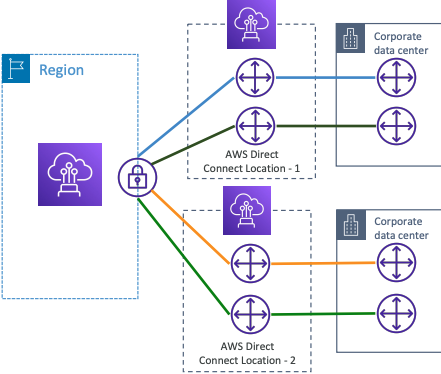 Region
Corporate
data center
AWS Direct
Connect Location - 1
Corporate
data center
AWS Direct
Connect Location - 2